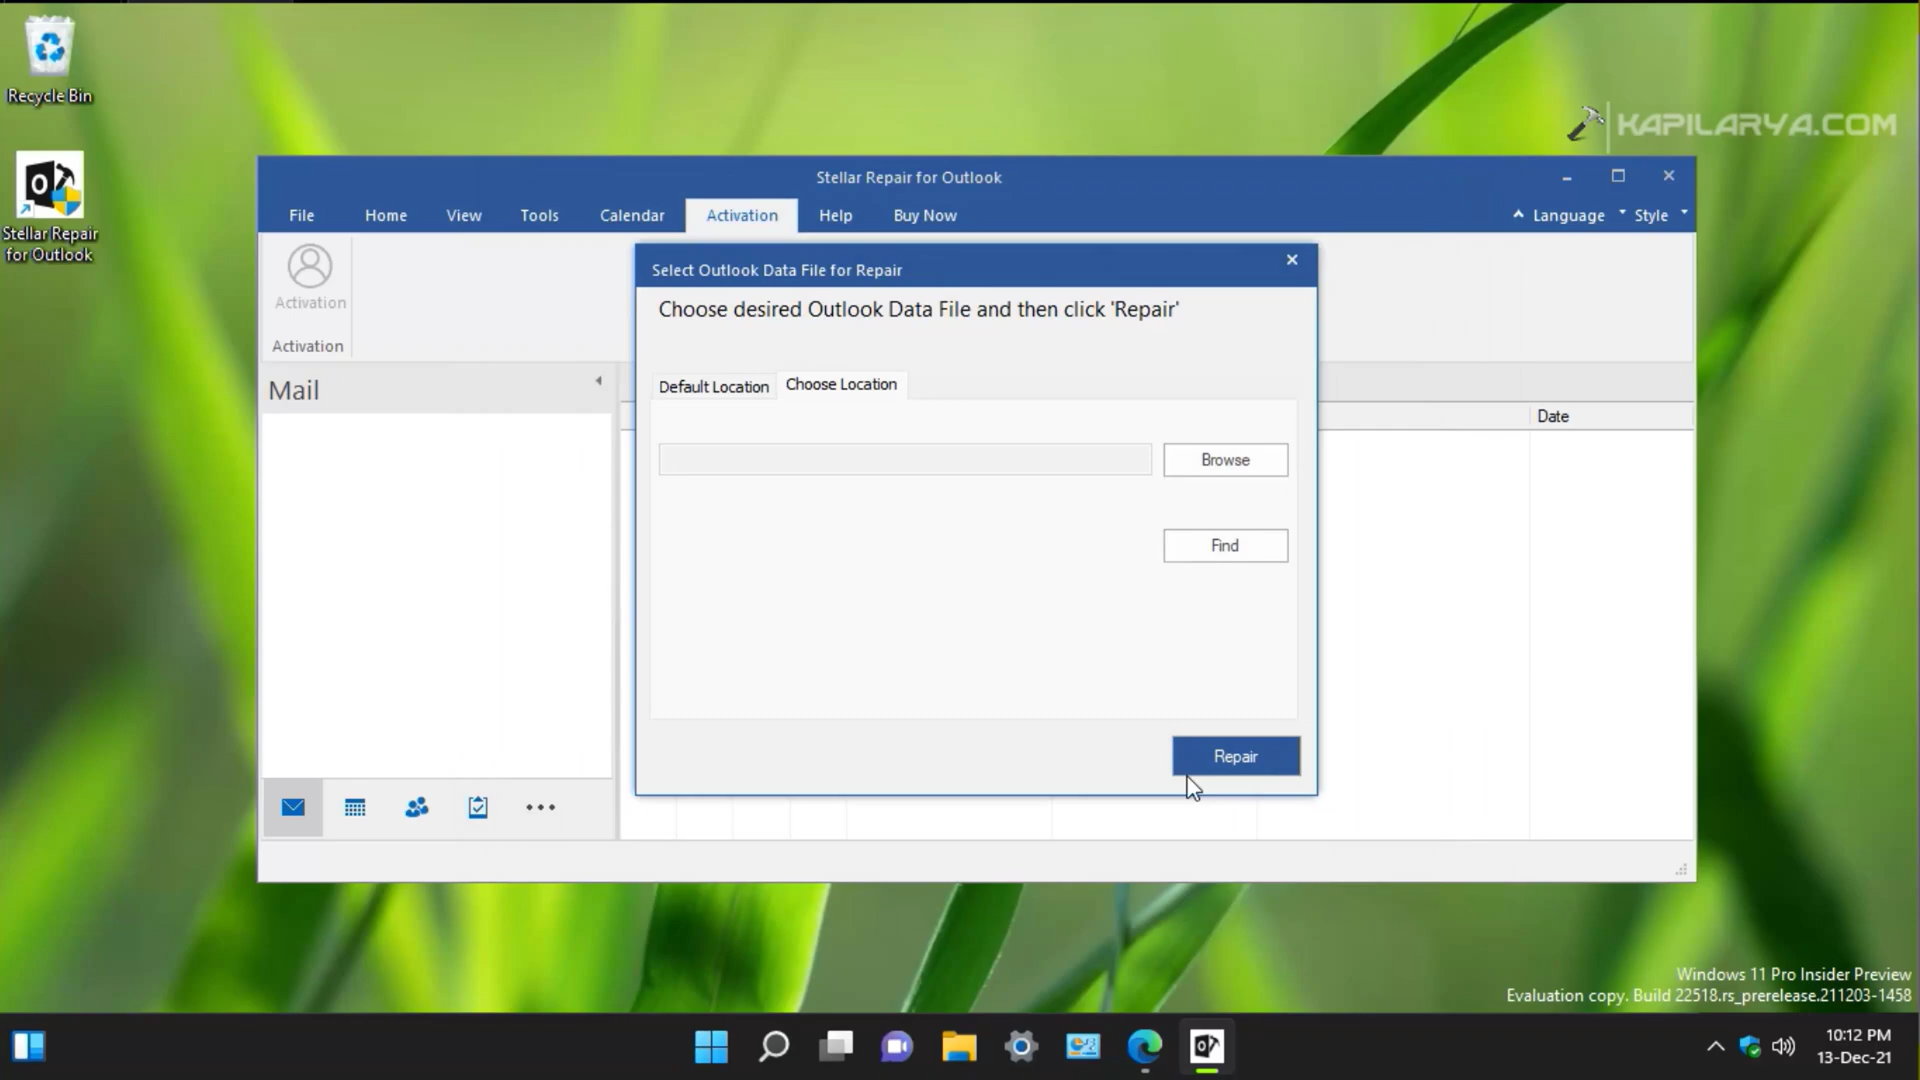 Recycle Bin
Stellar Repair
for Outlook
KAPILARYA.COM
Stellar Repair for Outlook
File Home View Tools Calendar Activation Help Buy Now Language Style
Activation
Activation
Mail
Select Outlook Data File for Repair
Choose desired Outlook Data File and then click 'Repair'
Default Location Choose Location
Browse
Find
Repair
Date
Windows 11 Pro Insider Preview
Evaluation copy. Build 22518.rs_prerelease.211203-1458
10:12 PM
13-Dec-21